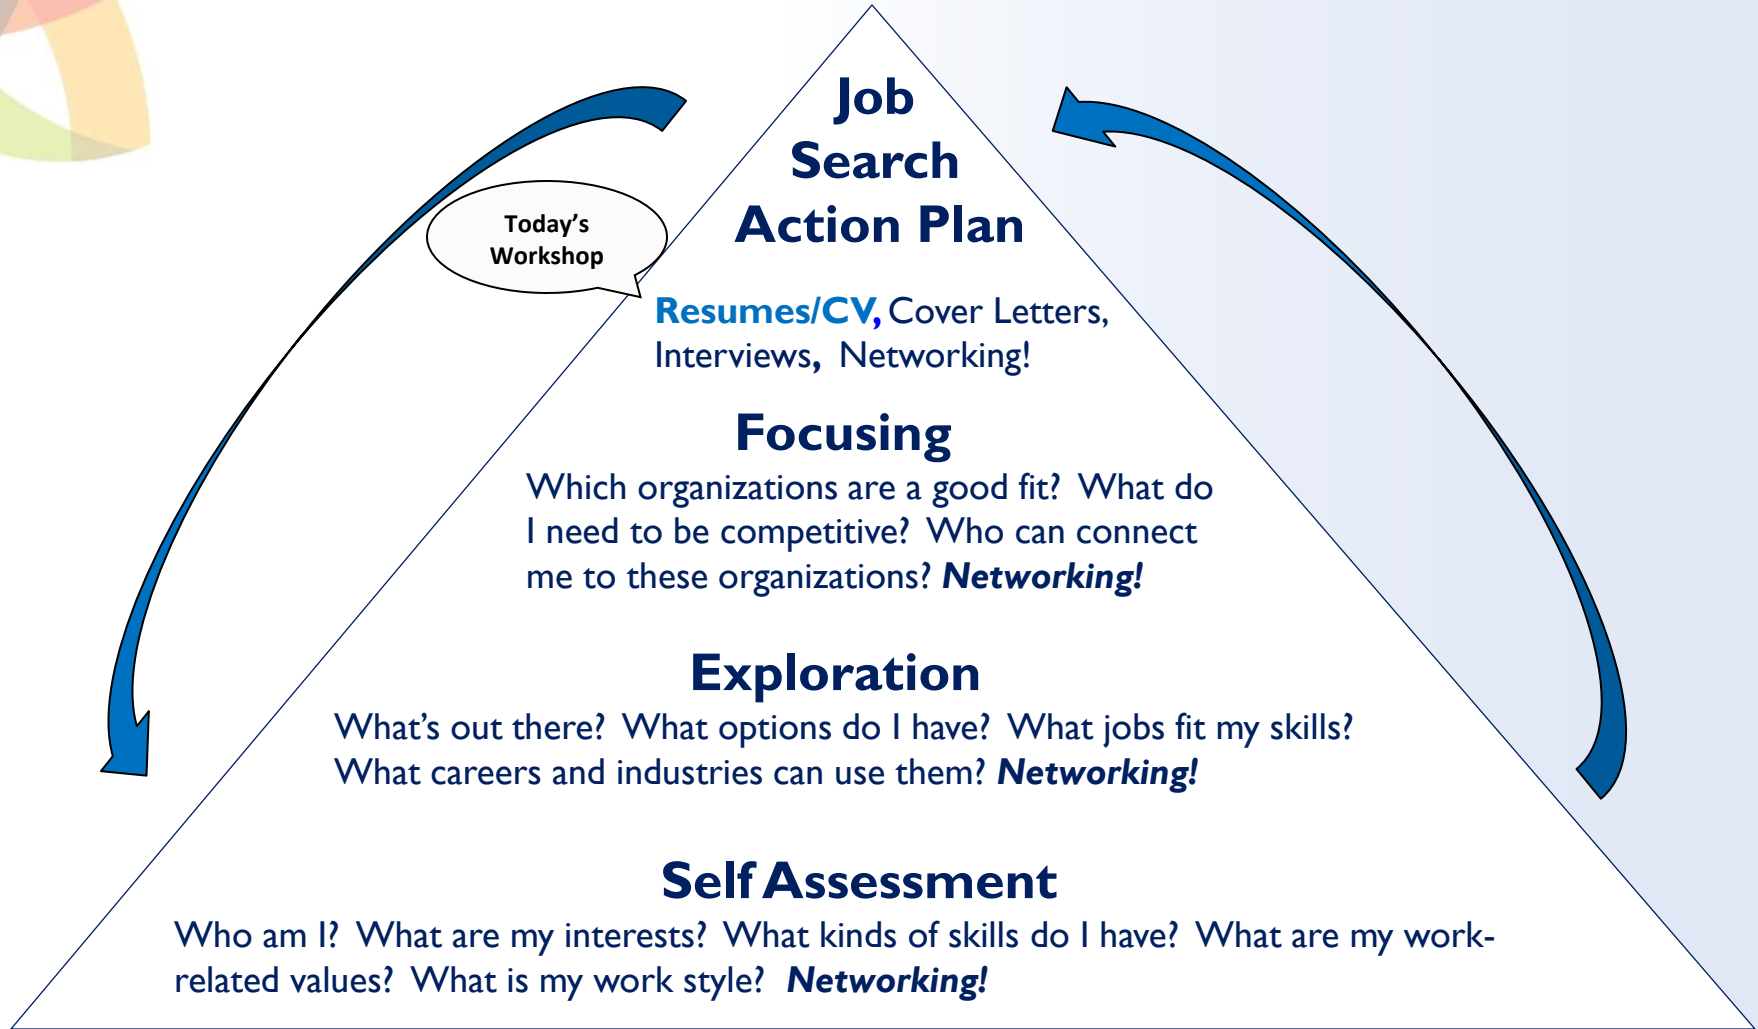 Job
Search
Action Plan
Today’s
Workshop
Resumes/CV, Cover Letters,
Interviews, Networking!
Focusing
Which organizations are a good fit? What do
I need to be competitive? Who can connect
me to these organizations? Networking!
Exploration
What’s out there? What options do I have? What jobs fit my skills?
What careers and industries can use them? Networking!
Self Assessment
Who am I? What are my interests? What kinds of skills do I have? What are my work-
related values? What is my work style? Networking!